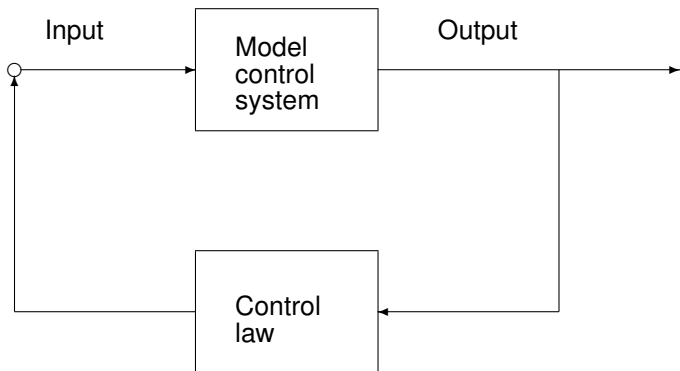 Input
Output
Model
control
system
Control
law